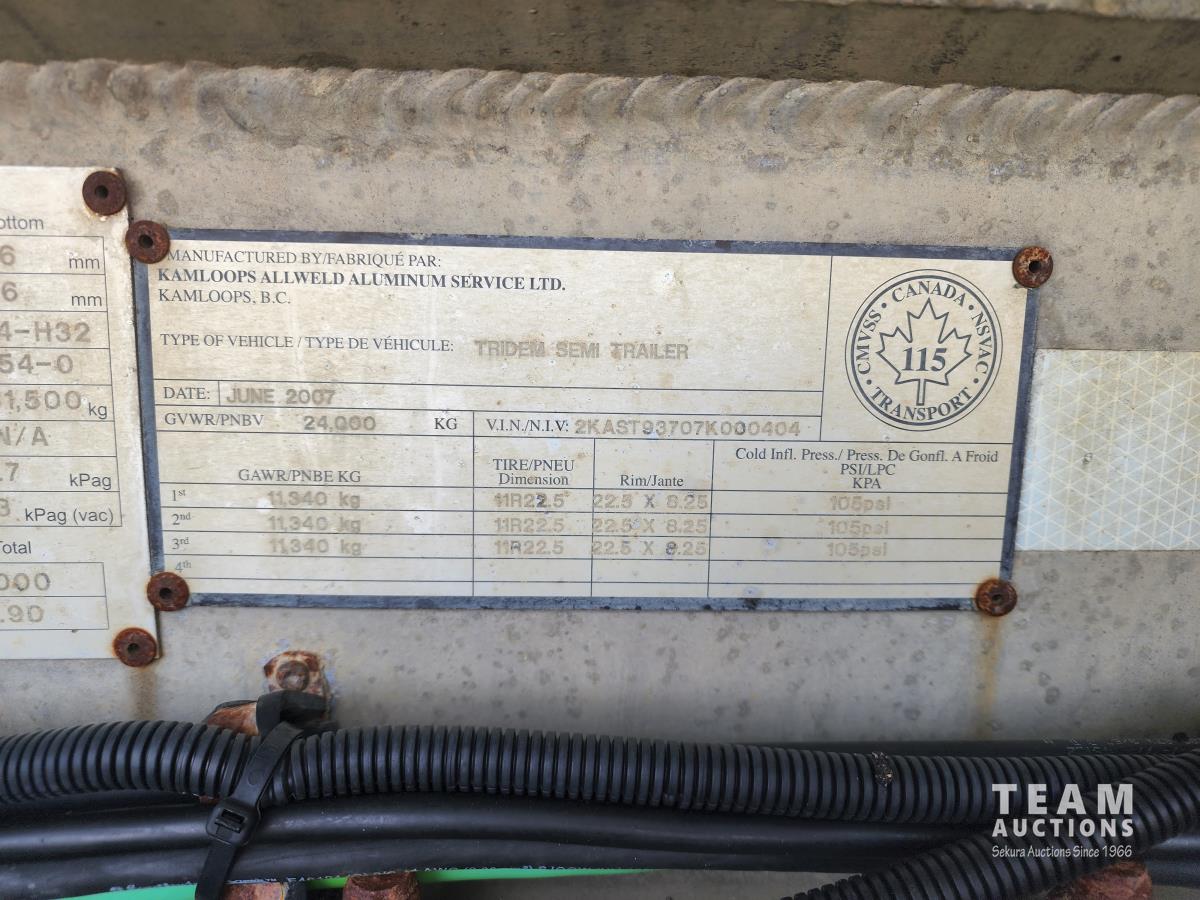 ottom
6 mm
6 mm
4-H32
54-0
1,500 kg
N/A
.7 kPag
3 kPag (vac)
Total
000
.90
MANUFACTURED BY/FABRIQUÉ PAR:
KAMLOOPS ALLWELD ALUMINUM SERVICE LTD.
KAMLOOPS, B.C.
TYPE OF VEHICLE / TYPE DE VÉHICULE: TRIDEM SEMI TRAILER
DATE: JUNE 2007
GVWR/PNBV 24,000 KG V.I.N./N.I.V: 2KAST93707K000404
CMVSS · CANADA · NSVAC · TRANSPORT ·
115
GAWR/PNBE KG
TIRE/PNEU
Dimension
Rim/Jante
Cold Infl. Press./ Press. De Gonfl. A Froid
PSI/LPC
KPA
1st 11,340 kg 11R22.5 22.5 X 8.25 105psi
2nd 11,340 kg 11R22.5 22.5 X 8.25 105psi
3rd 11,340 kg 11R22.5 22.5 X 8.25 105psi
4th
TEAM
AUCTIONS
Sekura Auctions Since 1966